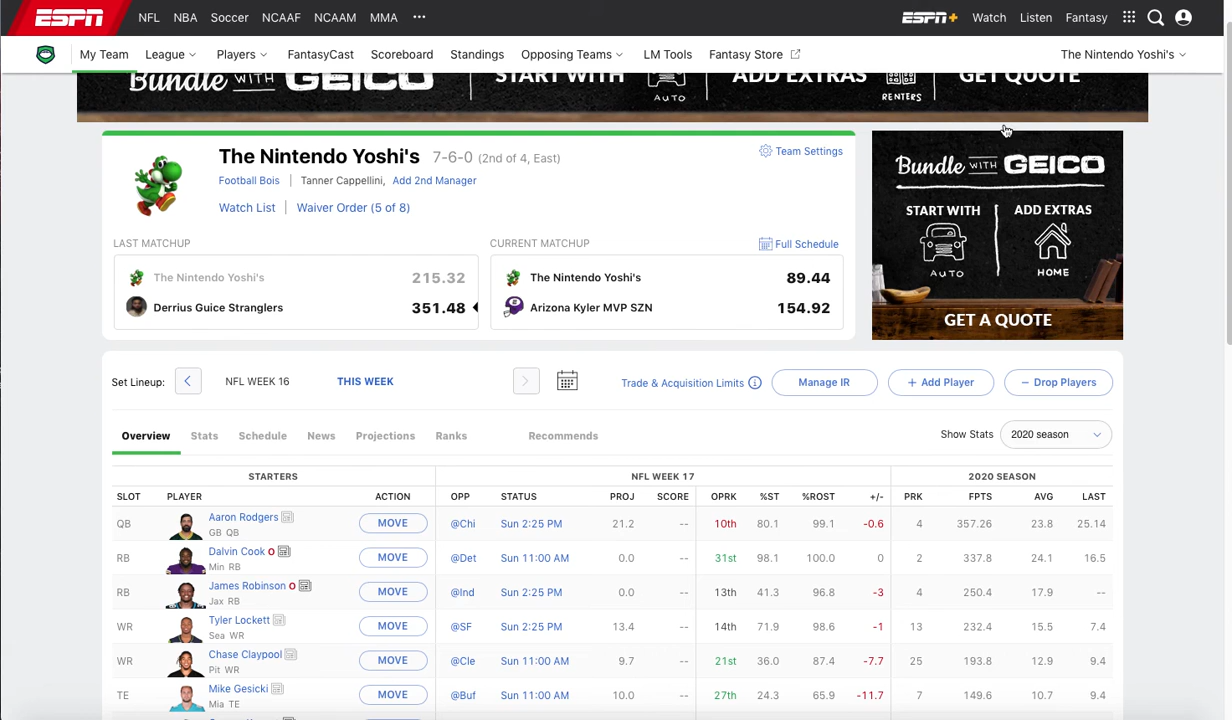 ESPN NFL NBA Soccer NCAAF NCAAM MMA ESPN+ Watch Listen Fantasy
My Team League Players FantasyCast Scoreboard Standings Opposing Teams LM Tools Fantasy Store The Nintendo Yoshi's
Bundle WITH GEICO START WITH AUTO ADD EXTRAS RENTERS GET QUOTE
The Nintendo Yoshi's 7-6-0 (2nd of 4, East)
Team Settings
Football Bois Tanner Cappellini, Add 2nd Manager
Watch List Waiver Order (5 of 8)
LAST MATCHUP
The Nintendo Yoshi's 215.32
Derrius Guice Stranglers 351.48
CURRENT MATCHUP Full Schedule
The Nintendo Yoshi's 89.44
Arizona Kyler MVP SZN 154.92
Bundle WITH GEICO
START WITH ADD EXTRAS
AUTO HOME
GET A QUOTE
Set Lineup: NFL WEEK 16 THIS WEEK Trade & Acquisition Limits Manage IR + Add Player – Drop Players
Overview Stats Schedule News Projections Ranks Recommends Show Stats 2020 season
STARTERS NFL WEEK 17 2020 SEASON
SLOT PLAYER ACTION OPP STATUS PROJ SCORE OPRK %ST %ROST +/- PRK FPTS AVG LAST
QB Aaron Rodgers GB QB MOVE @Chi Sun 2:25 PM 21.2 -- 10th 80.1 99.1 -0.6 4 357.26 23.8 25.14
RB Dalvin Cook O Min RB MOVE @Det Sun 11:00 AM 0.0 -- 31st 98.1 100.0 0 2 337.8 24.1 16.5
RB James Robinson O Jax RB MOVE @Ind Sun 2:25 PM 0.0 -- 13th 41.3 96.8 -3 4 250.4 17.9 --
WR Tyler Lockett Sea WR MOVE @SF Sun 2:25 PM 13.4 -- 14th 71.9 98.6 -1 13 232.4 15.5 7.4
WR Chase Claypool Pit WR MOVE @Cle Sun 11:00 AM 9.7 -- 21st 36.0 87.4 -7.7 25 193.8 12.9 9.4
TE Mike Gesicki Mia TE MOVE @Buf Sun 11:00 AM 10.0 -- 27th 24.3 65.9 -11.7 7 149.6 10.7 9.4